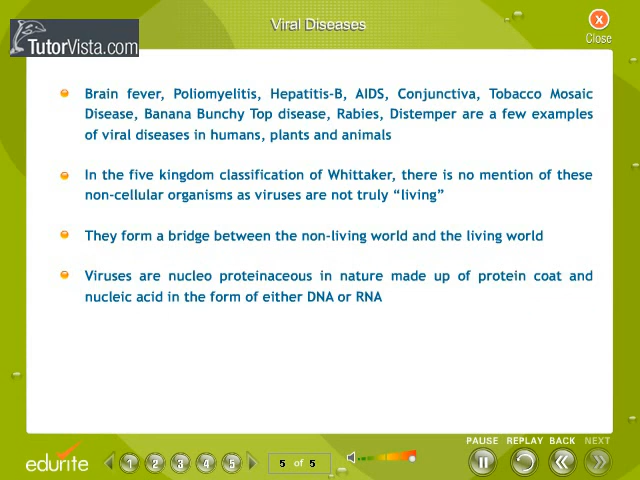 Viral Diseases
X
Close
TutorVista.com
Brain fever, Poliomyelitis, Hepatitis-B, AIDS, Conjunctiva, Tobacco Mosaic
Disease, Banana Bunchy Top disease, Rabies, Distemper are a few examples
of viral diseases in humans, plants and animals
In the five kingdom classification of Whittaker, there is no mention of these
non-cellular organisms as viruses are not truly “living”
They form a bridge between the non-living world and the living world
Viruses are nucleo proteinaceous in nature made up of protein coat and
nucleic acid in the form of either DNA or RNA
PAUSE REPLAY BACK NEXT
edurite 1 2 3 4 5 5 of 5